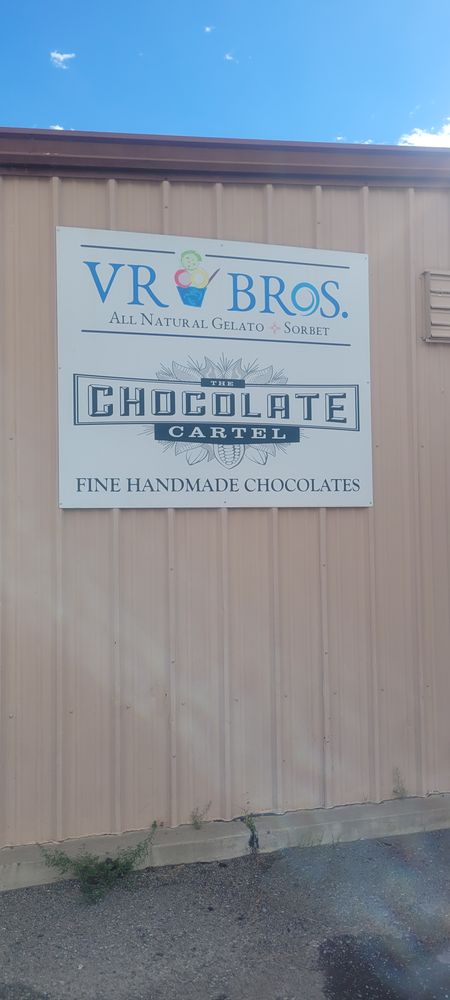 VR BROS.
ALL NATURAL GELATO SORBET
THE
CHOCOLATE
CARTEL
FINE HANDMADE CHOCOLATES